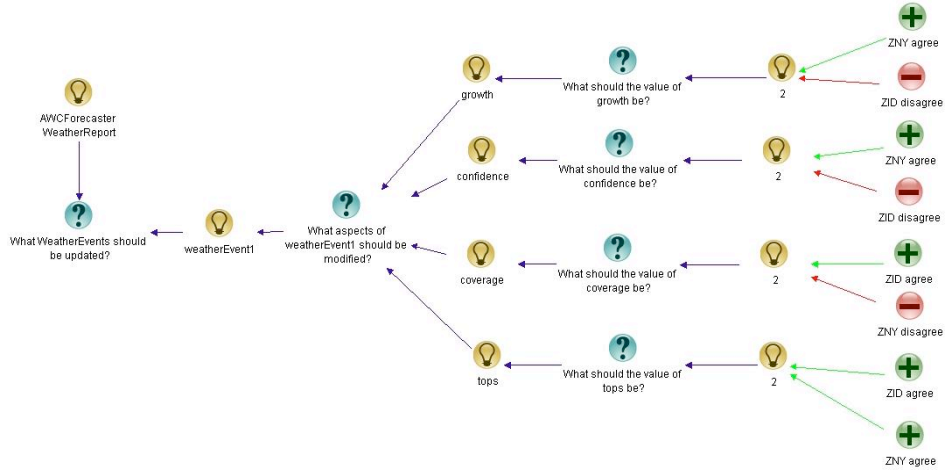 ZNY agree
growth
What should the value of
growth be?
2
ZID disagree
AWCForecaster
WeatherReport
ZNY agree
confidence
What should the value of
confidence be?
2
ZID disagree
What WeatherEvents should
be updated?
weatherEvent1
What aspects of
weatherEvent1 should be
modified?
coverage
What should the value of
coverage be?
2
ZID agree
ZNY disagree
tops
What should the value of
tops be?
2
ZID agree
ZNY agree